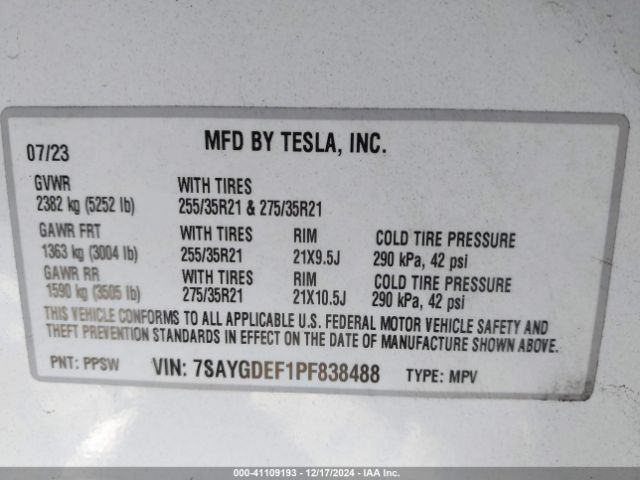 MFD BY TESLA, INC.
07/23
GVWR WITH TIRES
2382 kg (5252 lb) 255/35R21 & 275/35R21
GAWR FRT WITH TIRES RIM COLD TIRE PRESSURE
1363 kg (3004 lb) 255/35R21 21X9.5J 290 kPa, 42 psi
GAWR RR WITH TIRES RIM COLD TIRE PRESSURE
1590 kg (3505 lb) 275/35R21 21X10.5J 290 kPa, 42 psi
THIS VEHICLE CONFORMS TO ALL APPLICABLE U.S. FEDERAL MOTOR VEHICLE SAFETY AND
THEFT PREVENTION STANDARDS IN EFFECT ON THE DATE OF MANUFACTURE SHOWN ABOVE.
PNT: PPSW VIN: 7SAYGDEF1PF838488 TYPE: MPV
000-41109193 - 12/17/2024 - IAA Inc.